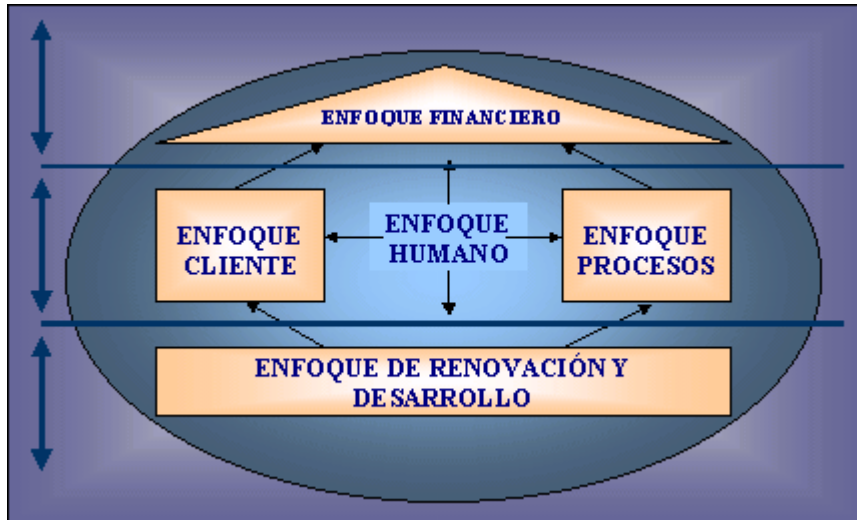 ENFOQUE FINANCIERO
ENFOQUE
CLIENTE
ENFOQUE
HUMANO
ENFOQUE
PROCESOS
ENFOQUE DE RENOVACIÓN Y
DESARROLLO